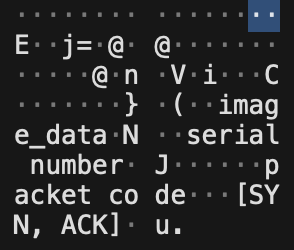 ········ ········
E··j=·@· @·······
·····@·n ·V·i···C
·······} ·(··imag
e_data·N ··serial
 number· J······p
acket co de···[SY
N, ACK]· ·u.